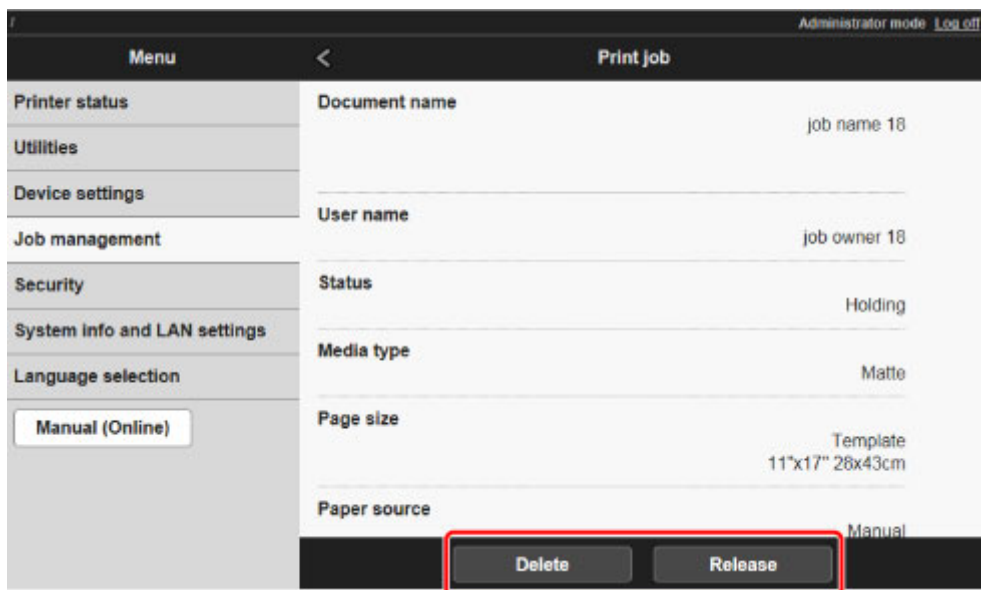 /
Administrator mode Log off
Menu
< Print job
Printer status
Utilities
Device settings
Job management
Security
System info and LAN settings
Language selection
Manual (Online)
Document name
job name 18
User name
job owner 18
Status
Holding
Media type
Matte
Page size
Template
11"x17" 28x43cm
Paper source
Manual
Delete Release